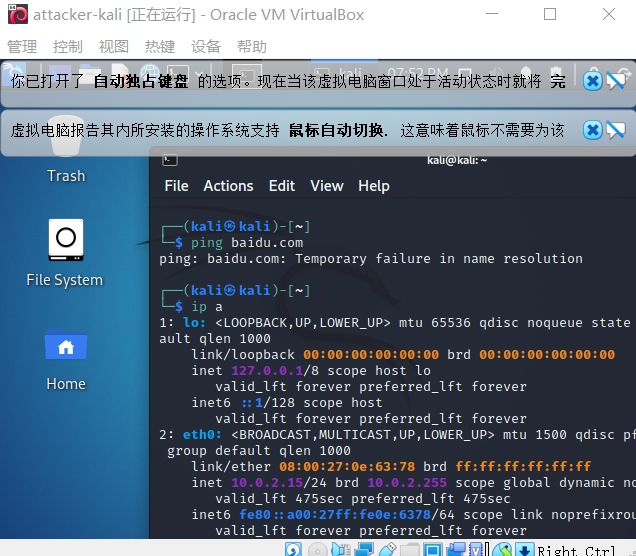 attacker-kali [正在运行] - Oracle VM VirtualBox
管理 控制 视图 热键 设备 帮助
你已打开了 自动独占键盘 的选项。现在当该虚拟电脑窗口处于活动状态时就将 完
虚拟电脑报告其内所安装的操作系统支持 鼠标自动切换. 这意味着鼠标不需要为该
Trash
File System
Home
kali@kali: ~
File Actions Edit View Help
┌──(kali㉿kali)-[~]
└─$ ping baidu.com
ping: baidu.com: Temporary failure in name resolution
┌──(kali㉿kali)-[~]
└─$ ip a
1: lo: <LOOPBACK,UP,LOWER_UP> mtu 65536 qdisc noqueue state
ault qlen 1000
link/loopback 00:00:00:00:00:00 brd 00:00:00:00:00:00
inet 127.0.0.1/8 scope host lo
valid_lft forever preferred_lft forever
inet6 ::1/128 scope host
valid_lft forever preferred_lft forever
2: eth0: <BROADCAST,MULTICAST,UP,LOWER_UP> mtu 1500 qdisc pf
group default qlen 1000
link/ether 08:00:27:0e:63:78 brd ff:ff:ff:ff:ff:ff
inet 10.0.2.15/24 brd 10.0.2.255 scope global dynamic no
valid_lft 475sec preferred_lft 475sec
inet6 fe80::a00:27ff:fe0e:6378/64 scope link noprefixrou
valid_lft forever preferred_lft forever
Right Ctrl